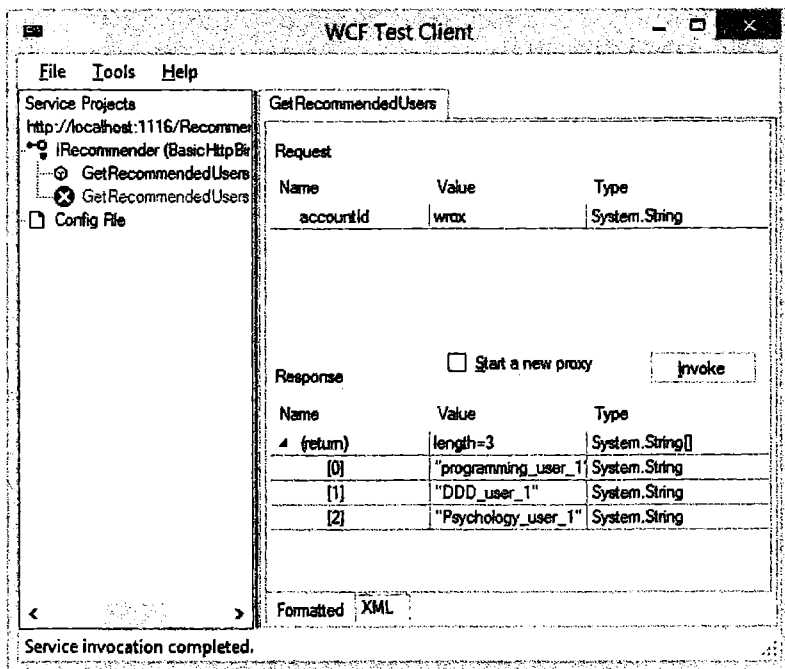 WCF Test Client
File Tools Help
Service Projects
http://localhost:1116/Recommer
IRecommender (BasicHttpBir
GetRecommendedUsers
GetRecommendedUsers
Config File
GetRecommendedUsers
Request
Name Value Type
accountId wrox System.String
Start a new proxy
Invoke
Response
Name Value Type
(return) length=3 System.String[]
[0] "programming_user_1" System.String
[1] "DDD_user_1" System.String
[2] "Psychology_user_1" System.String
Formatted XML
Service invocation completed.